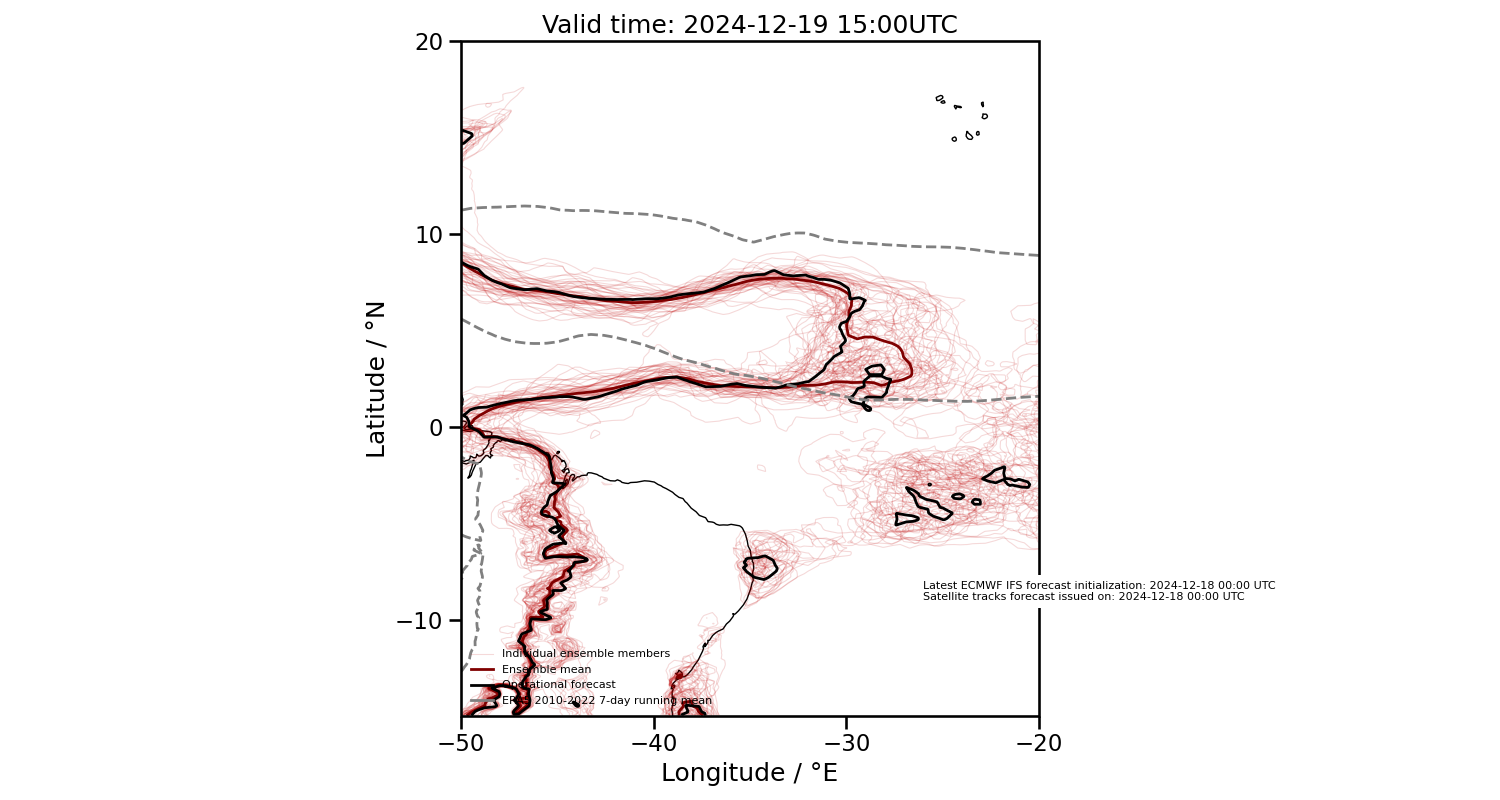 Valid time: 2024-12-19 15:00UTC
20
10
0
−10
Latitude / °N
Latest ECMWF IFS forecast initialization: 2024-12-18 00:00 UTC
Satellite tracks forecast issued on: 2024-12-18 00:00 UTC
Individual ensemble members
Ensemble mean
Operational forecast
ERA5 2010-2022 7-day running mean
−50
−40
−30
−20
Longitude / °E